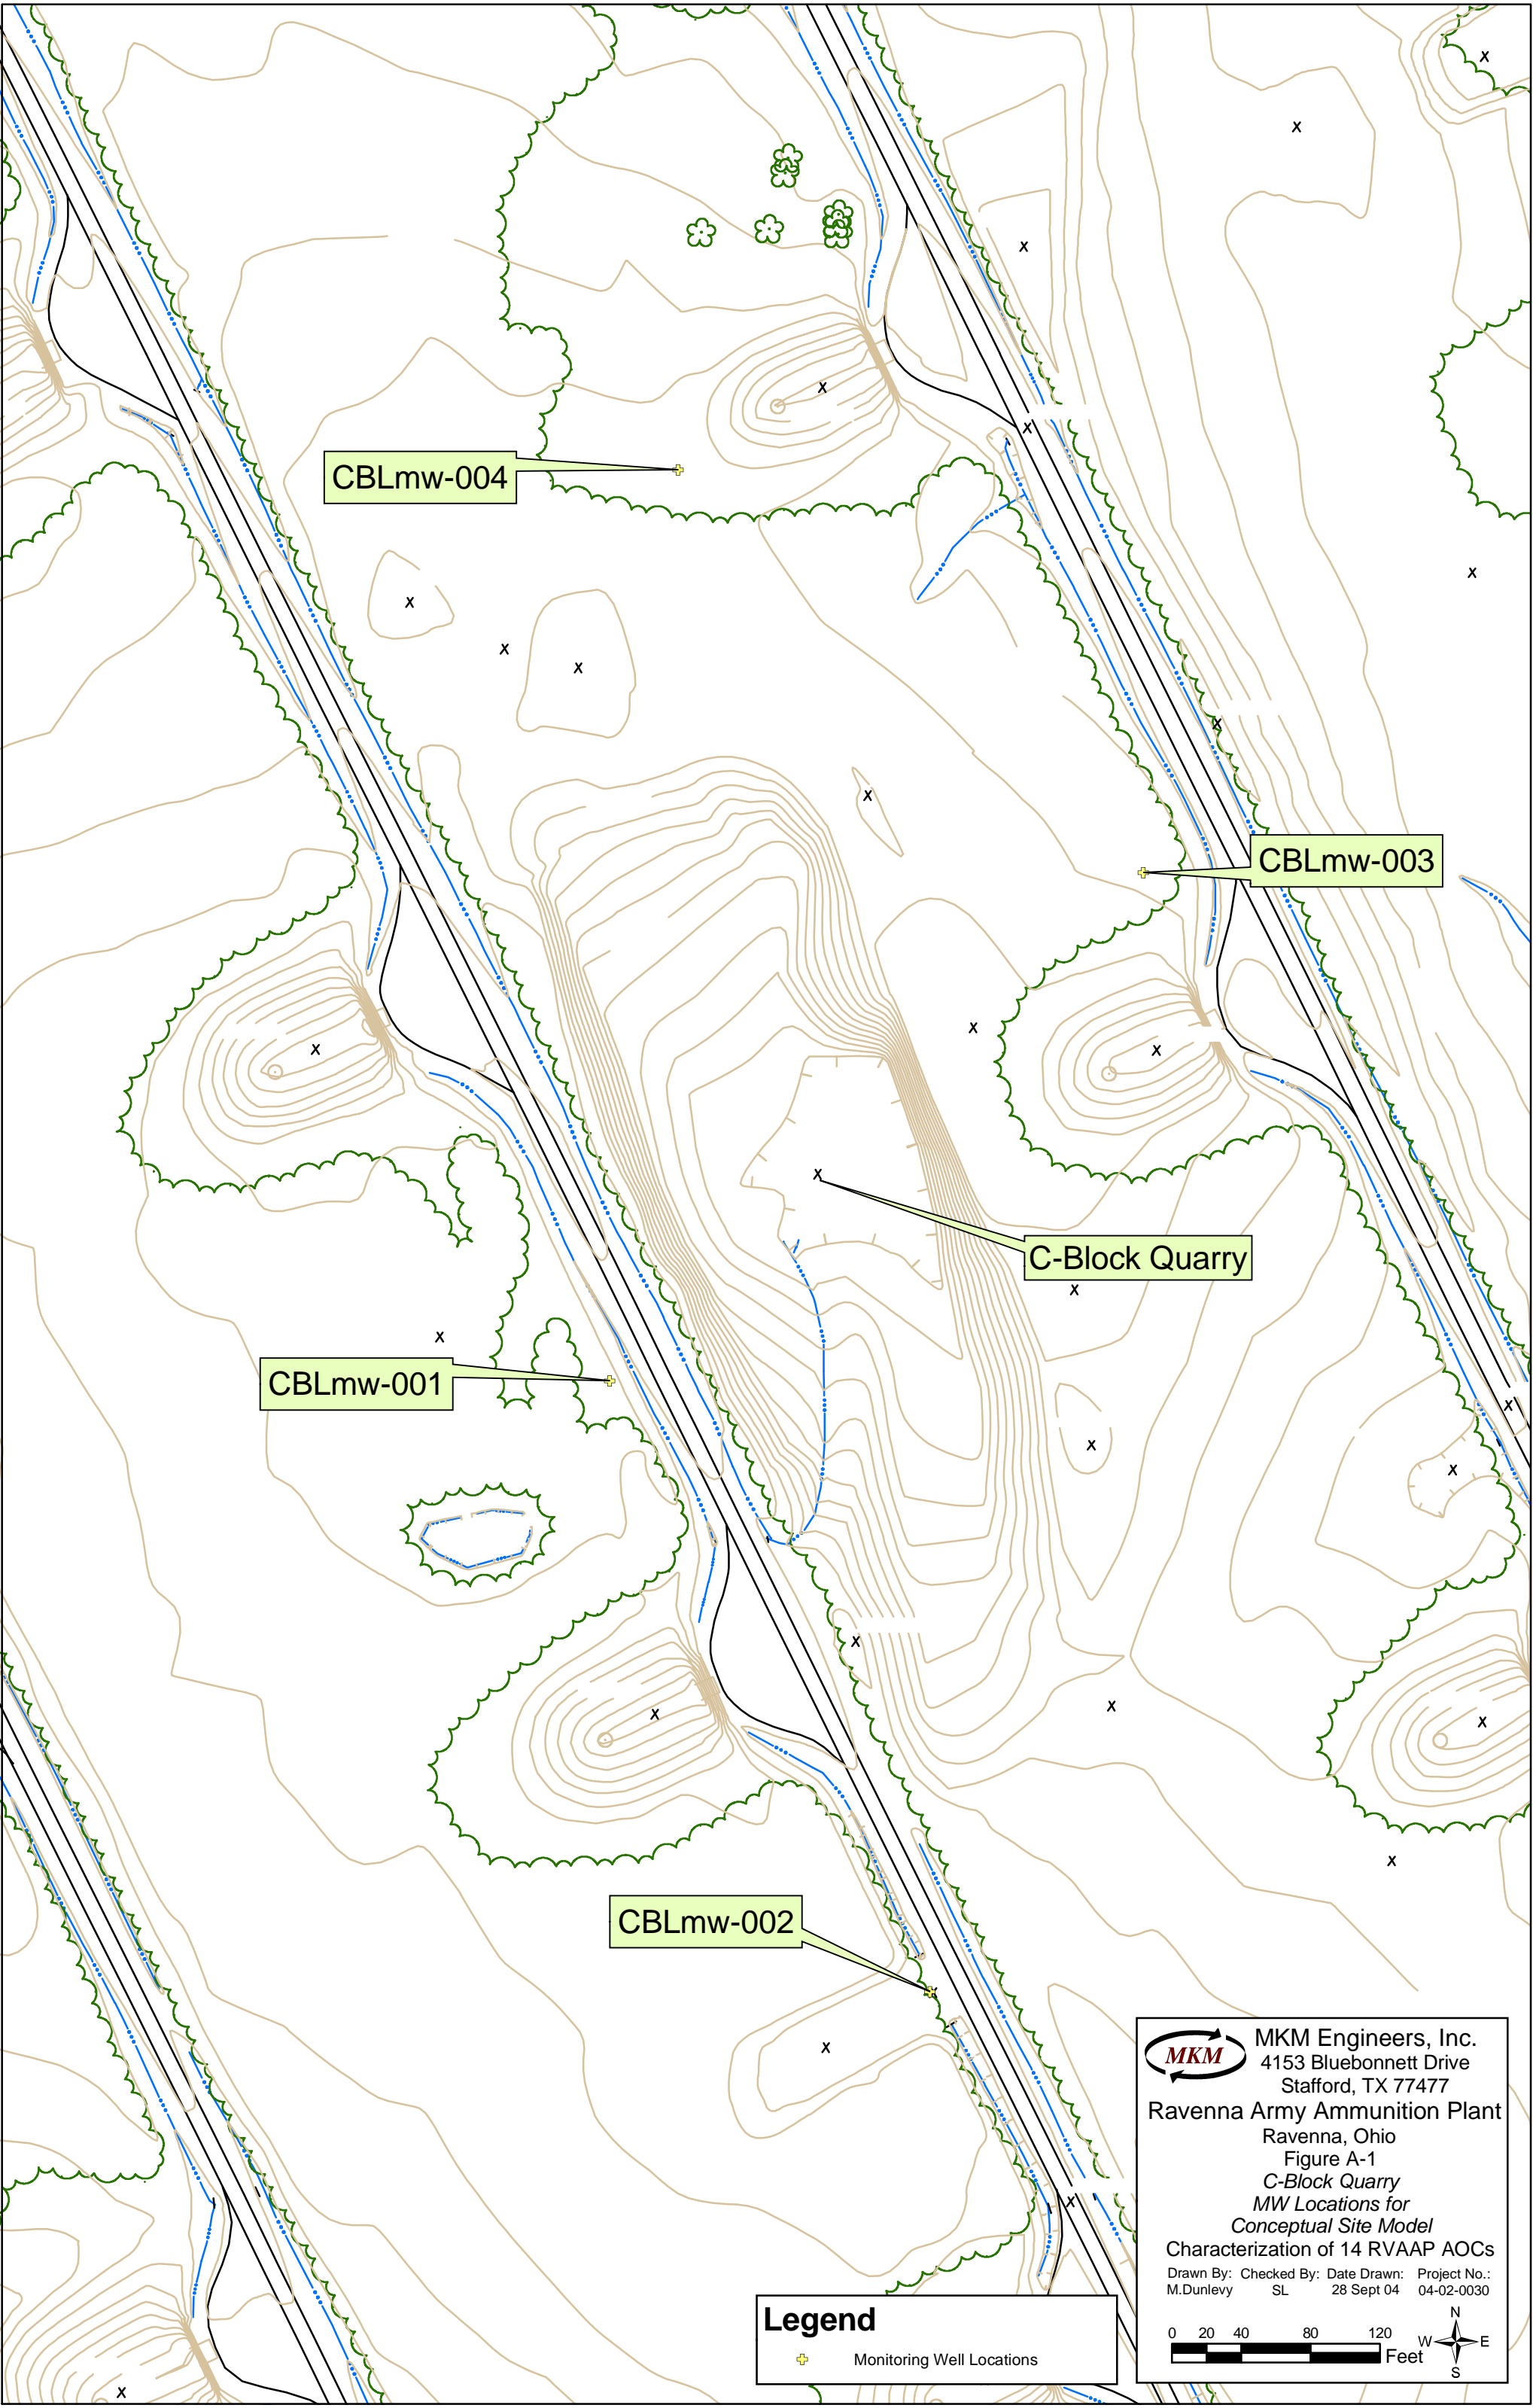 CBLmw-004
CBLmw-003
C-Block Quarry
CBLmw-001
CBLmw-002
MKM
MKM Engineers, Inc.
4153 Bluebonnett Drive
Stafford, TX 77477
Ravenna Army Ammunition Plant
Ravenna, Ohio
Figure A-1
C-Block Quarry
MW Locations for
Conceptual Site Model
Characterization of 14 RVAAP AOCs
Drawn By: Checked By: Date Drawn: Project No.:
M.Dunlevy SL 28 Sept 04 04-02-0030
0 20 40 80 120
Feet
N
W E
S
Legend
Monitoring Well Locations